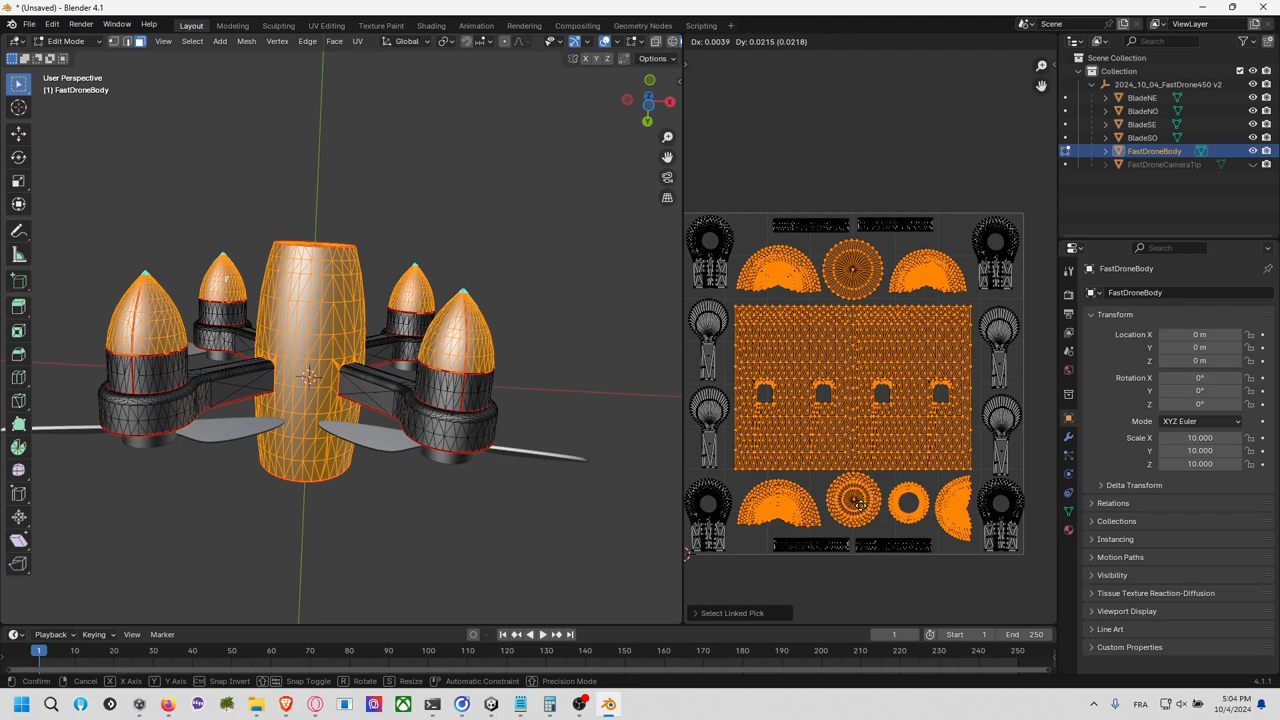 * (Unsaved) - Blender 4.1
File Edit Render Window Help Layout Modeling Sculpting UV Editing Texture Paint Shading Animation Rendering Compositing Geometry Nodes Scripting + Scene ViewLayer
Edit Mode View Select Add Mesh Vertex Edge Face UV Global Dx: 0.0039 Dy: 0.0215 (0.0218) Search
X Y Z Options Scene Collection
User Perspective Collection
(1) FastDroneBody 2024_10_04_FastDrone450 v2
BladeNE
BladeNO
BladeSE
BladeSO
FastDroneBody
FastDroneCameraTip
X
Y
Z
Search
FastDroneBody
FastDroneBody
Transform
Location X 0 m
Y 0 m
Z 0 m
Rotation X 0°
Y 0°
Z 0°
Mode XYZ Euler
Scale X 10.000
Y 10.000
Z 10.000
Delta Transform
Relations
Collections
Instancing
Motion Paths
Visibility
Tissue Texture Reaction-Diffusion
Viewport Display
Line Art
Custom Properties
Select Linked Pick
Playback Keying View Marker 1 Start 1 End 250
1 10 20 30 40 50 60 70 80 90 100 110 120 130 140 150 160 170 180 190 200 210 220 230 240 250
Confirm Cancel X X Axis Y Y Axis Snap Invert Snap Toggle R Rotate S Resize Automatic Constraint Precision Mode 4.1.1
FRA 5:04 PM
10/4/2024